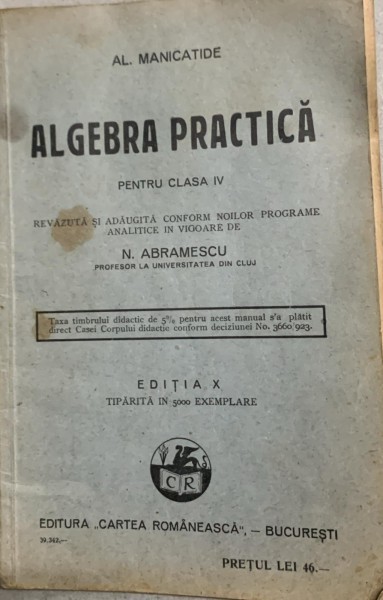 AL. MANICATIDE
ALGEBRA PRACTICĂ
PENTRU CLASA IV
REVĂZUTĂ ȘI ADĂUGITĂ CONFORM NOILOR PROGRAME
ANALITICE IN VIGOARE DE
N. ABRAMESCU
PROFESOR LA UNIVERSITATEA DIN CLUJ
Taxa timbrului didactic de 5% pentru acest manual s'a plătit
direct Casei Corpului didactic conform deciziunei No. 3660/923.
EDIȚIA X
TIPĂRITĂ IN 5000 EXEMPLARE
C R
EDITURA „CARTEA ROMÂNEASCĂ", — BUCUREȘTI
39.342.—
PREȚUL LEI 46.—